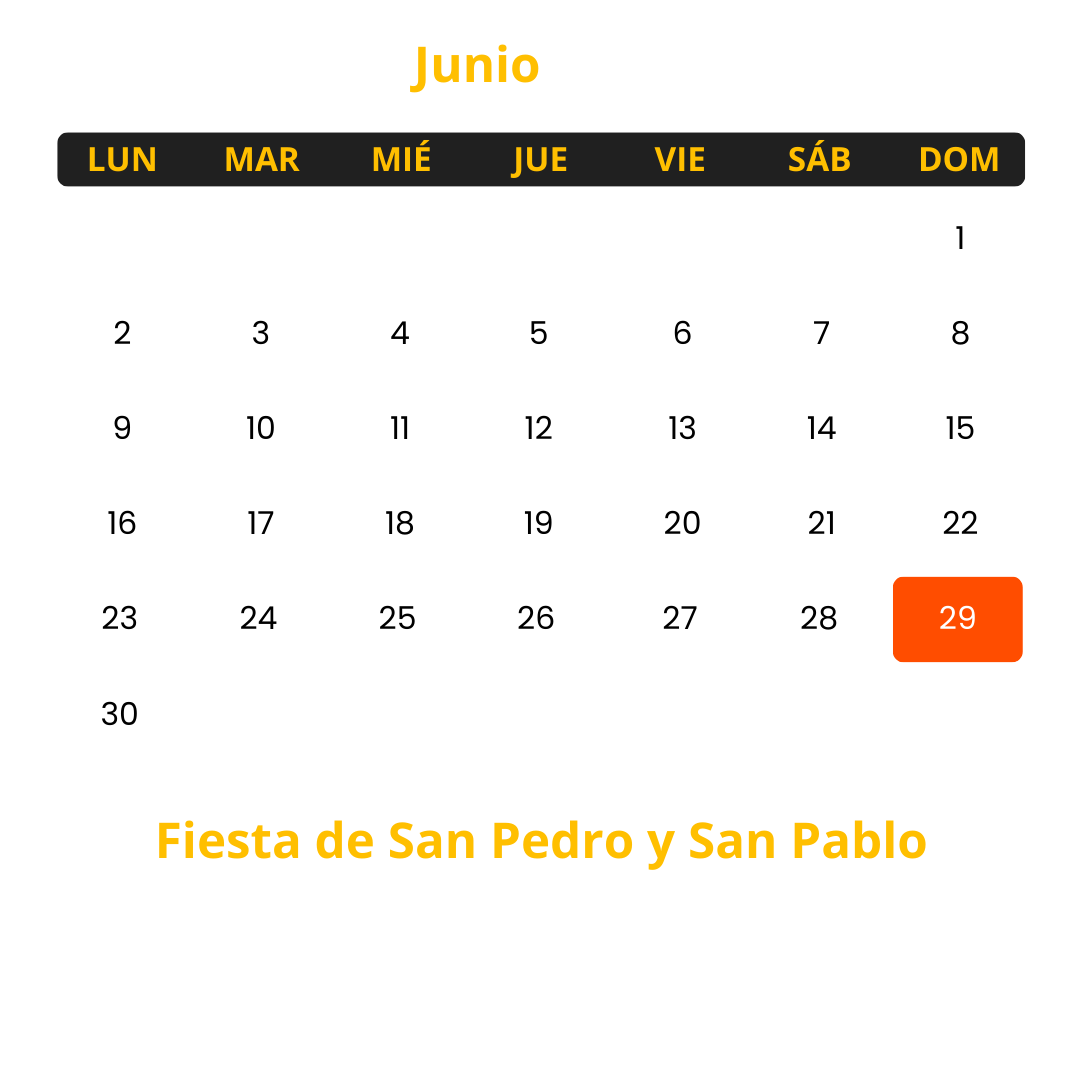 Junio
LUN MAR MIÉ JUE VIE SÁB DOM
1
2 3 4 5 6 7 8
9 10 11 12 13 14 15
16 17 18 19 20 21 22
23 24 25 26 27 28 29
30
Fiesta de San Pedro y San Pablo